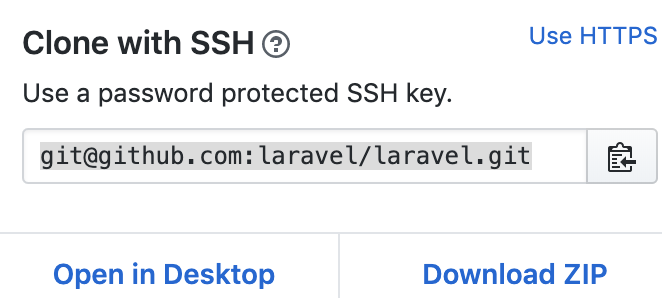 Clone with SSH ?
Use HTTPS
Use a password protected SSH key.
git@github.com:laravel/laravel.git
Open in Desktop
Download ZIP